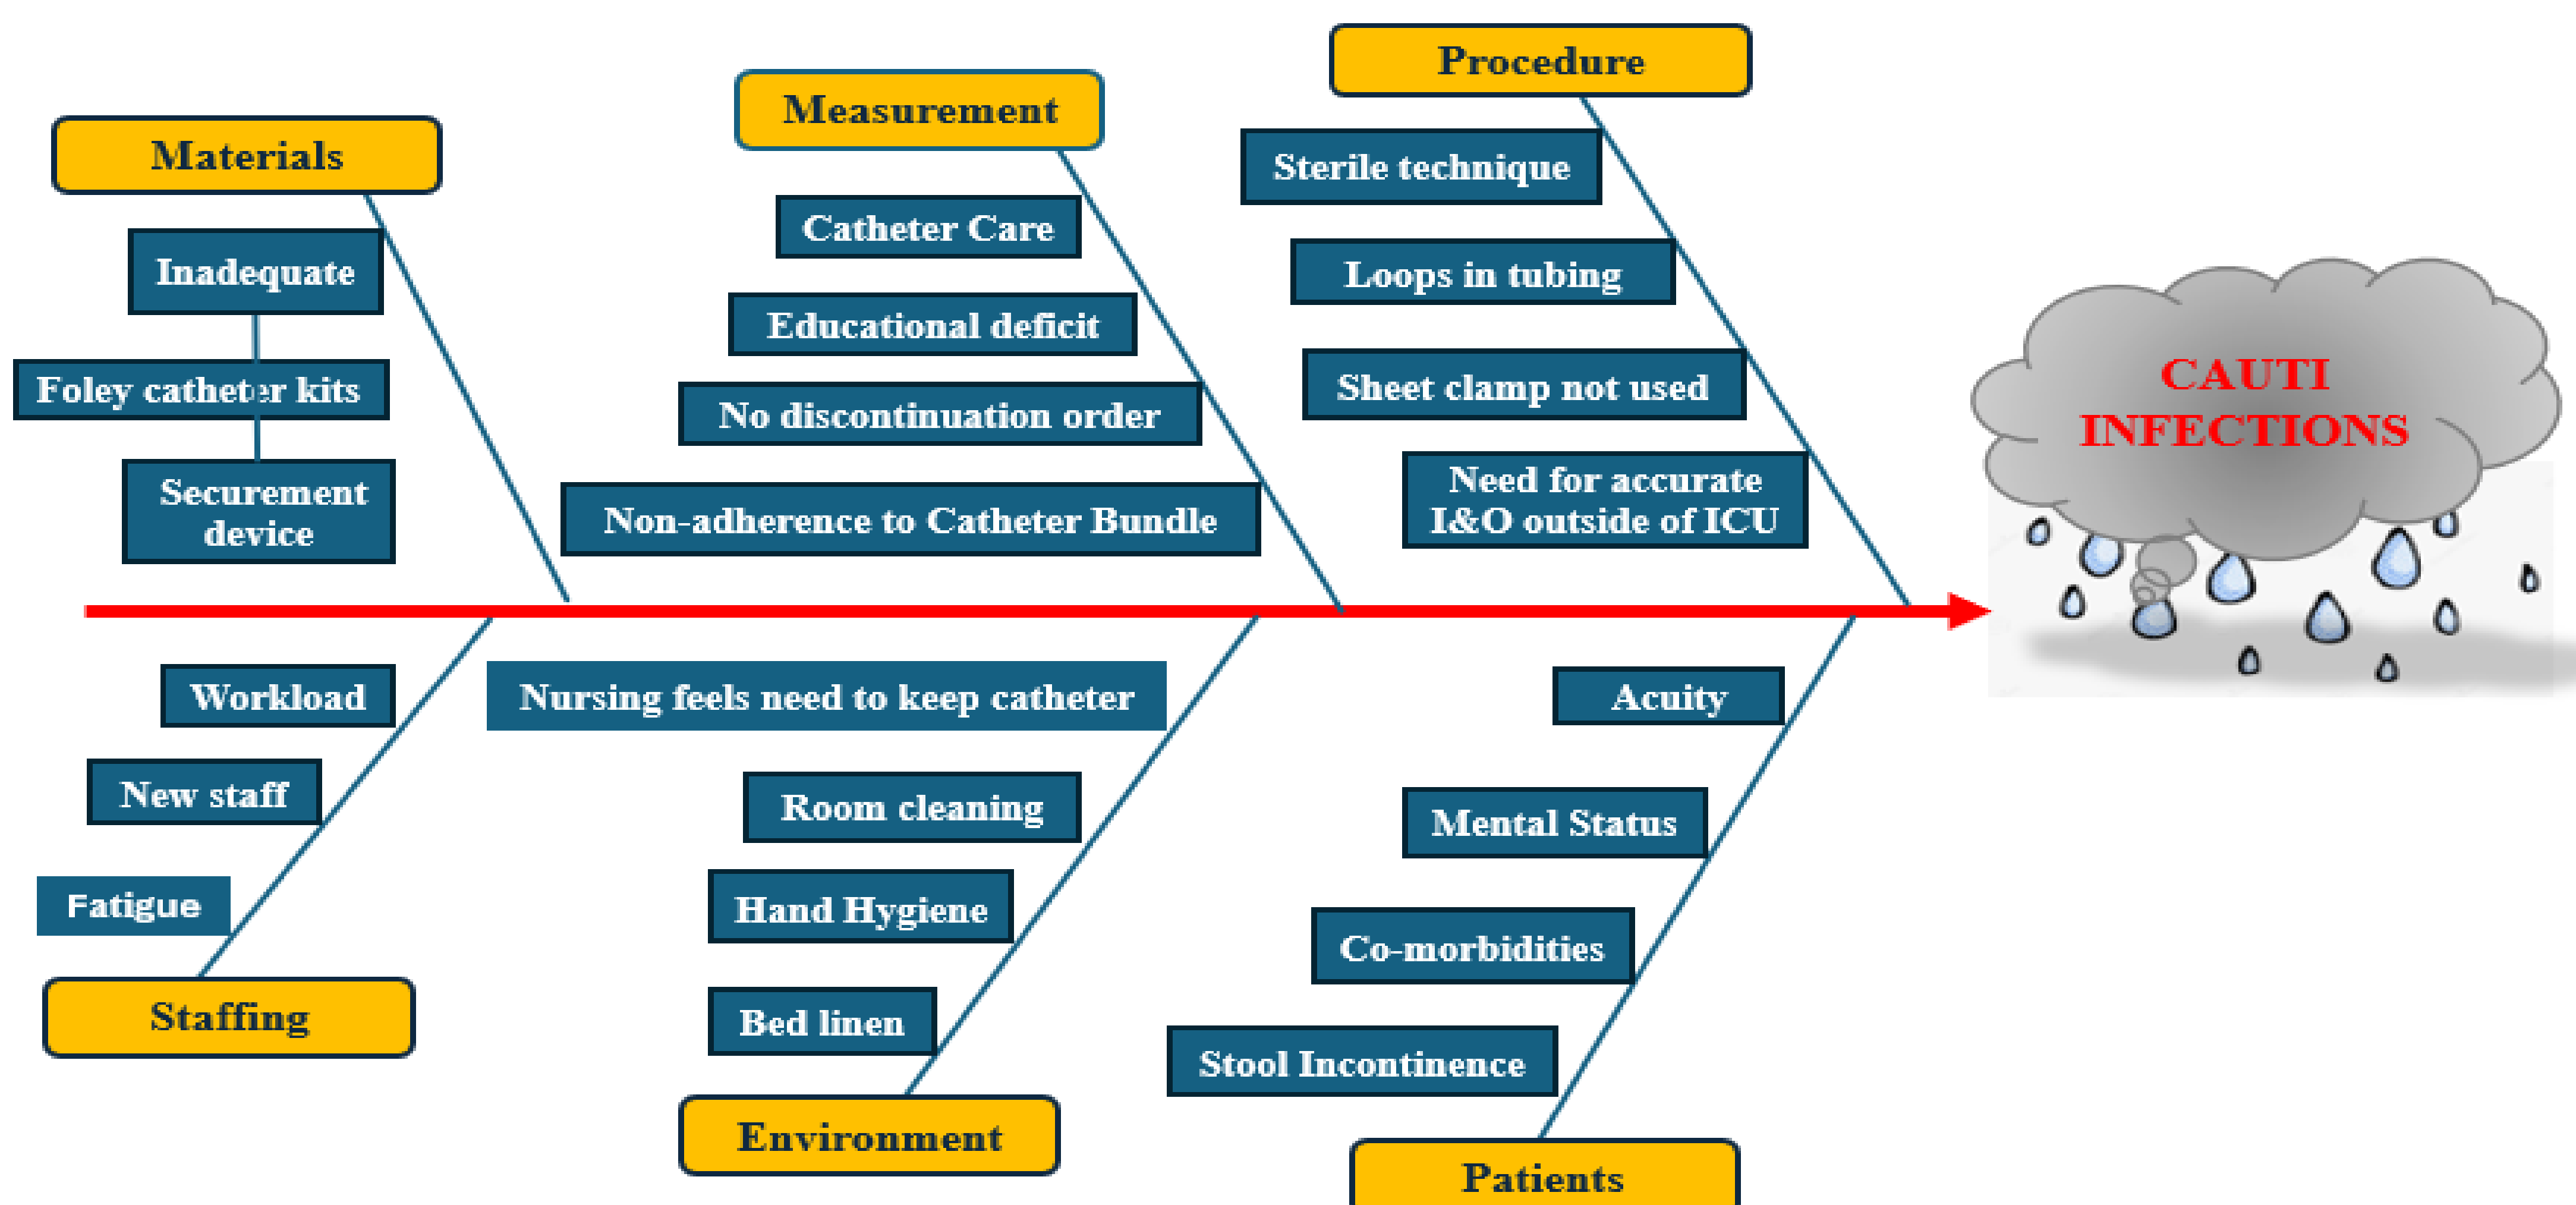 Materials
Inadequate
Foley catheter kits
Securement
device
Measurement
Catheter Care
Educational deficit
No discontinuation order
Non-adherence to Catheter Bundle
Procedure
Sterile technique
Loops in tubing
Sheet clamp not used
Need for accurate
I&O outside of ICU
CAUTI
INFECTIONS
Workload
New staff
Fatigue
Staffing
Nursing feels need to keep catheter
Room cleaning
Hand Hygiene
Bed linen
Environment
Acuity
Mental Status
Co-morbidities
Stool Incontinence
Patients